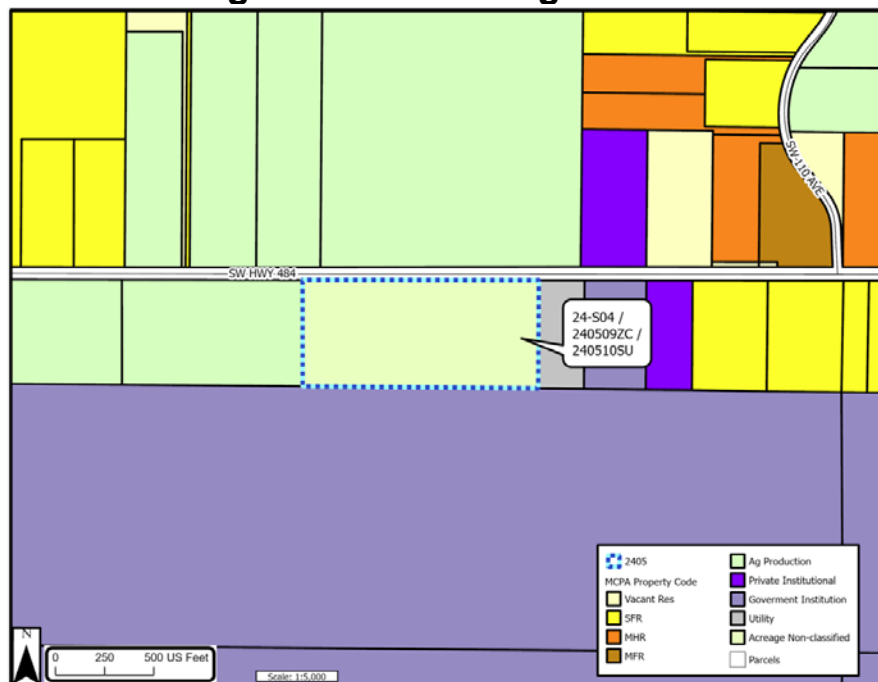 SW 110 AVE
SW HWY 484
24-S04 /
240509ZC /
240510SU
2405
MCPA Property Code
Vacant Res
SFR
MHR
MFR
Ag Production
Private Institutional
Goverment Institution
Utility
Acreage Non-classified
Parcels
N
0 250 500 US Feet
Scale: 1:5,000